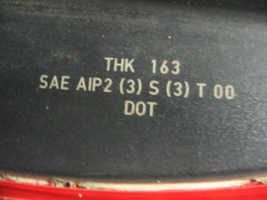 THK 163
SAE AIP2 (3) S (3) T 00
DOT